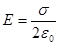 E = σ / 2ε₀